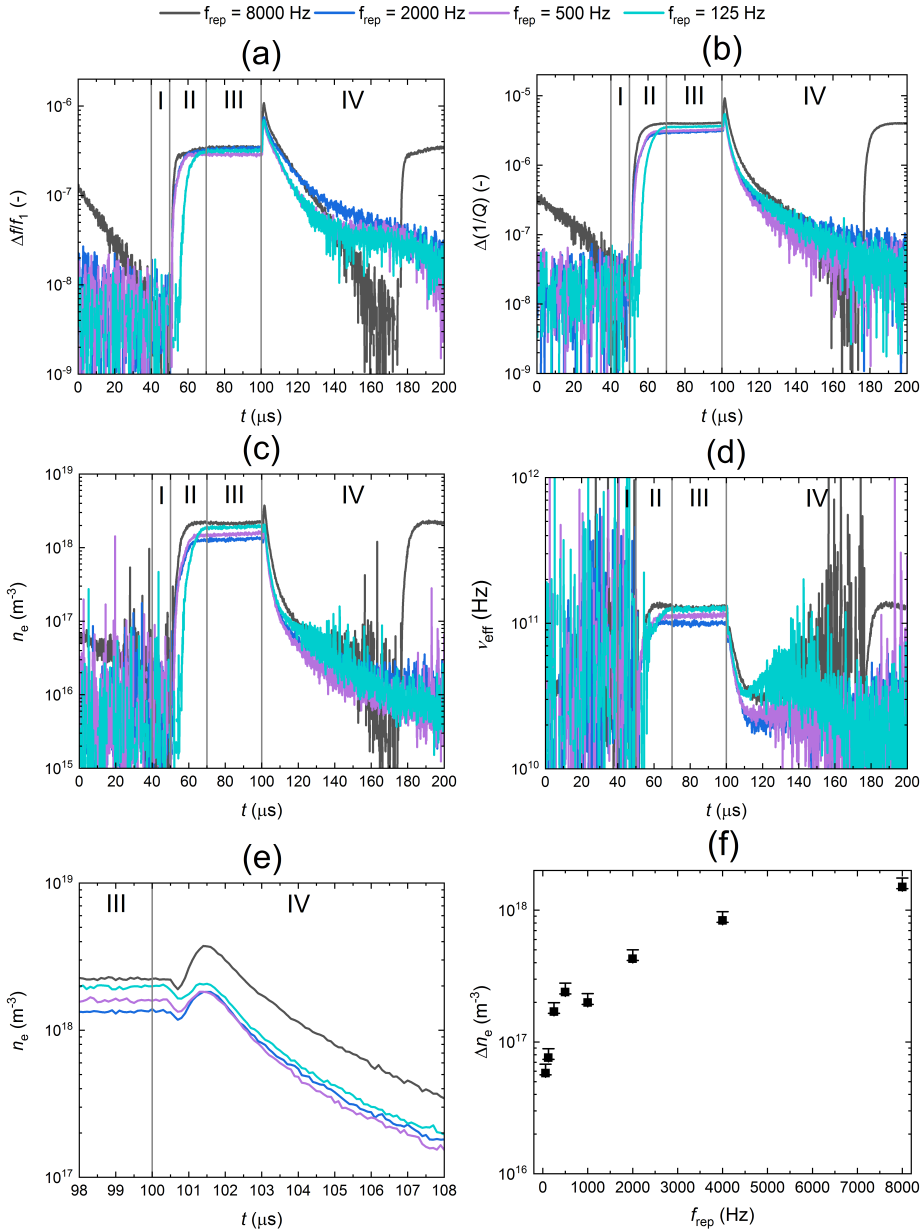 f_rep = 8000 Hz f_rep = 2000 Hz f_rep = 500 Hz f_rep = 125 Hz
(a)
I II III IV
10^-6
10^-7
10^-8
10^-9
Δf/f_1 (-)
0 20 40 60 80 100 120 140 160 180 200
t (μs)
(b)
I II III IV
10^-5
10^-6
10^-7
10^-8
10^-9
Δ(1/Q) (-)
0 20 40 60 80 100 120 140 160 180 200
t (μs)
(c)
I II III IV
10^19
10^18
10^17
10^16
10^15
n_e (m^-3)
0 20 40 60 80 100 120 140 160 180 200
t (μs)
(d)
I II III IV
10^12
10^11
10^10
ν_eff (Hz)
0 20 40 60 80 100 120 140 160 180 200
t (μs)
(e)
III IV
10^19
10^18
10^17
n_e (m^-3)
98 99 100 101 102 103 104 105 106 107 108
t (μs)
(f)
10^18
10^17
10^16
Δn_e (m^-3)
0 1000 2000 3000 4000 5000 6000 7000 8000
f_rep (Hz)